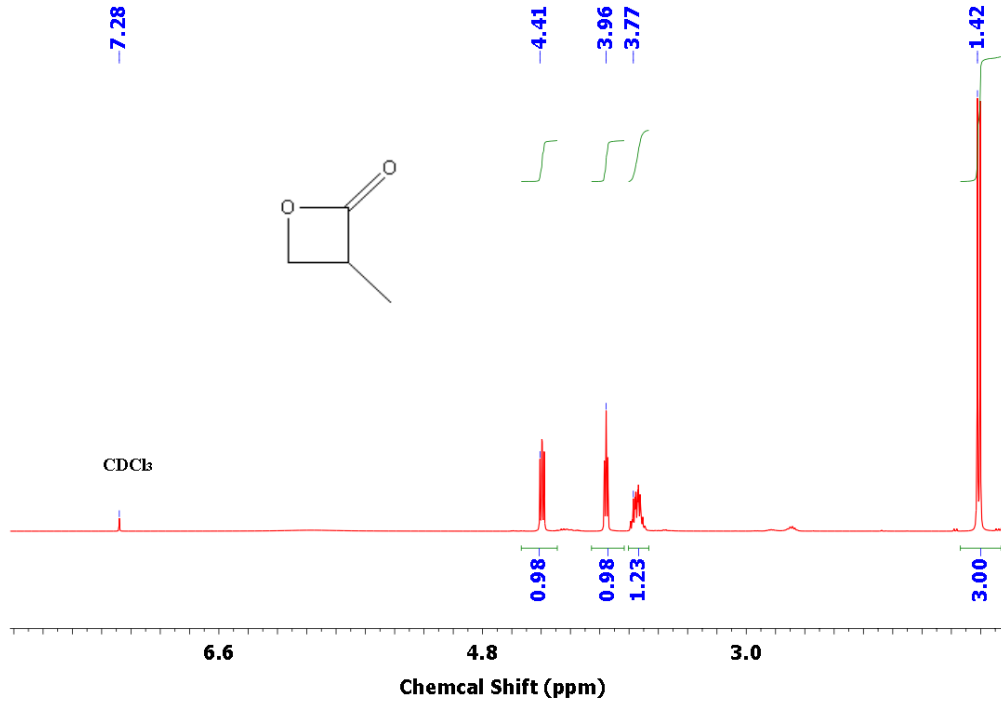 7.28 4.41 3.96 3.77 1.42
O
O
CDCl₃
0.98 0.98 1.23 3.00
6.6 4.8 3.0
Chemcal Shift (ppm)